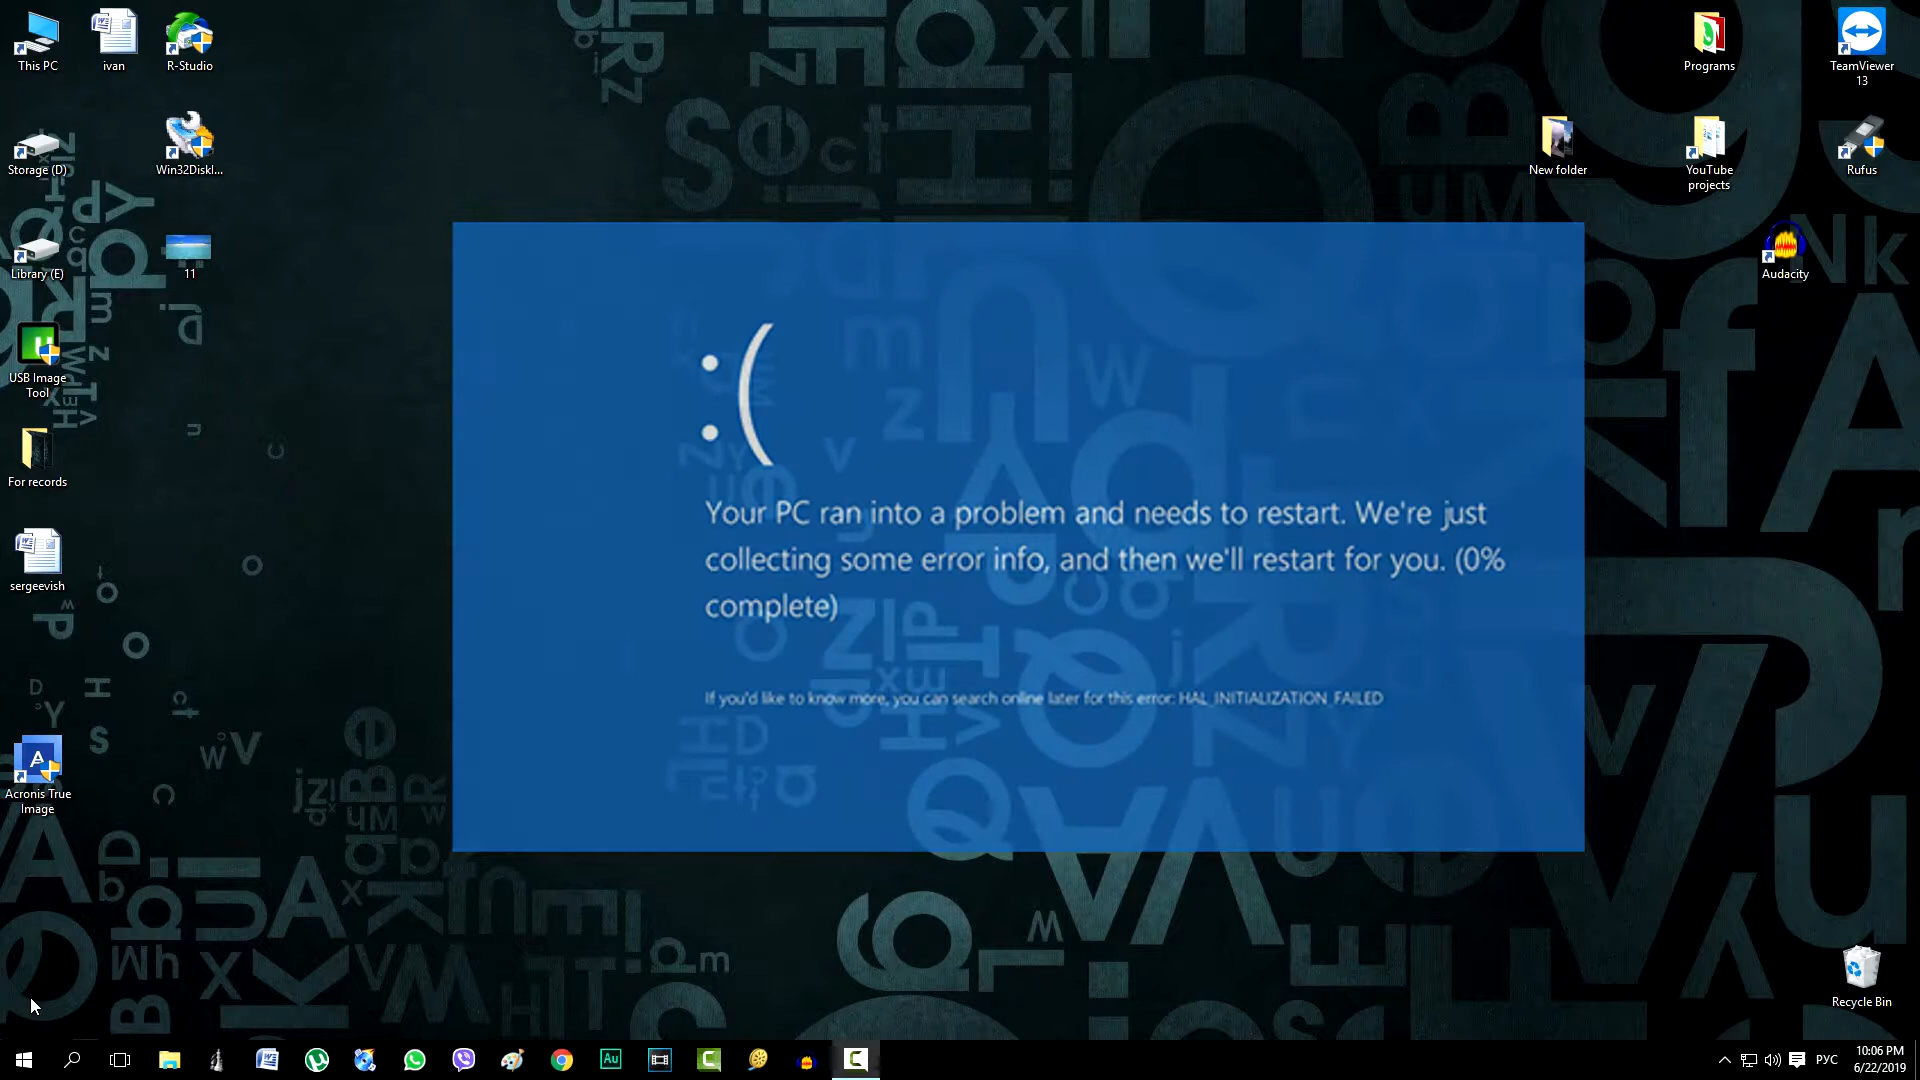 This PC
ivan
R-Studio
Programs
TeamViewer
13
Storage (D)
Win32DiskI...
New folder
YouTube
projects
Rufus
Library (E)
11
Audacity
USB Image
Tool
For records
sergeevish
Acronis True
Image
:(
Your PC ran into a problem and needs to restart. We're just
collecting some error info, and then we'll restart for you. (0%
complete)
If you'd like to know more, you can search online later for this error: HAL_INITIALIZATION_FAILED
Recycle Bin
Au
РУС
10:06 PM
6/22/2019